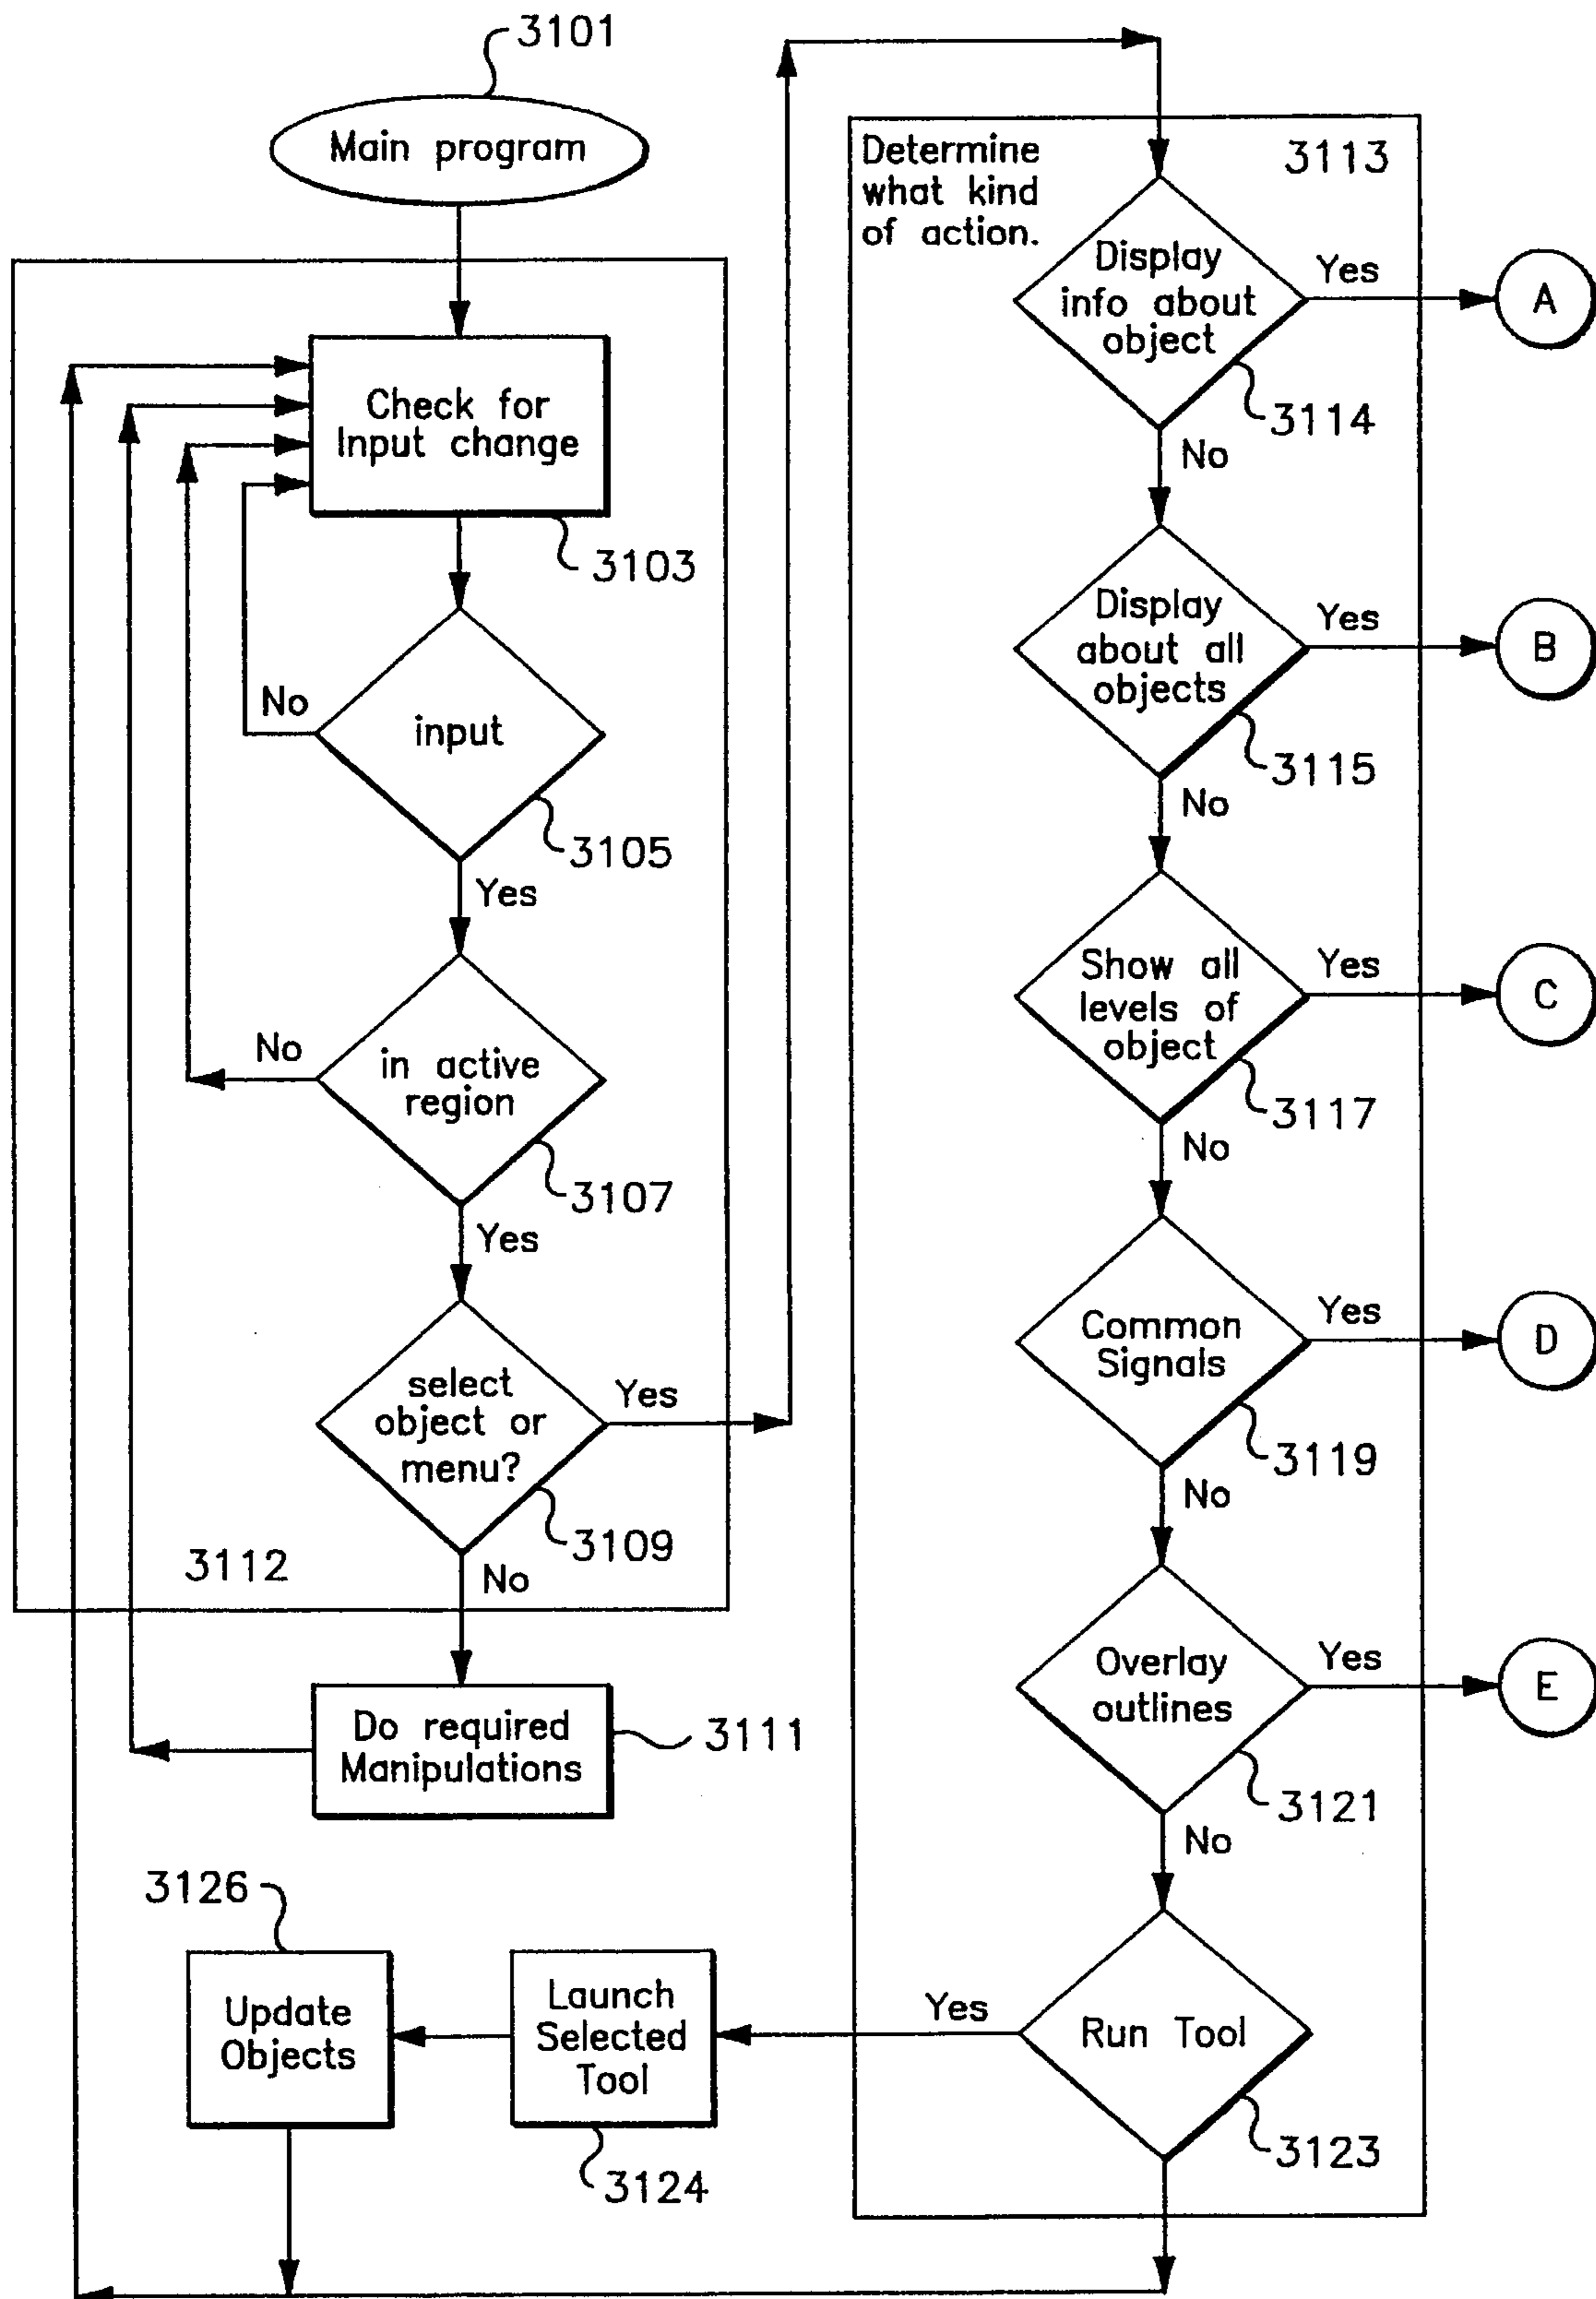 3101
Main program
Check for
Input change
3103
input
No
3105
Yes
in active
region
No
3107
Yes
select
object or
menu?
Yes
3109
No
3112
Do required
Manipulations
3111
Determine
what kind
of action.
3113
Display
info about
object
Yes
A
3114
No
Display
about all
objects
Yes
B
3115
No
Show all
levels of
object
Yes
C
3117
No
Common
Signals
Yes
D
3119
No
Overlay
outlines
Yes
E
3121
No
Run Tool
Yes
3123
Launch
Selected
Tool
3124
Update
Objects
3126